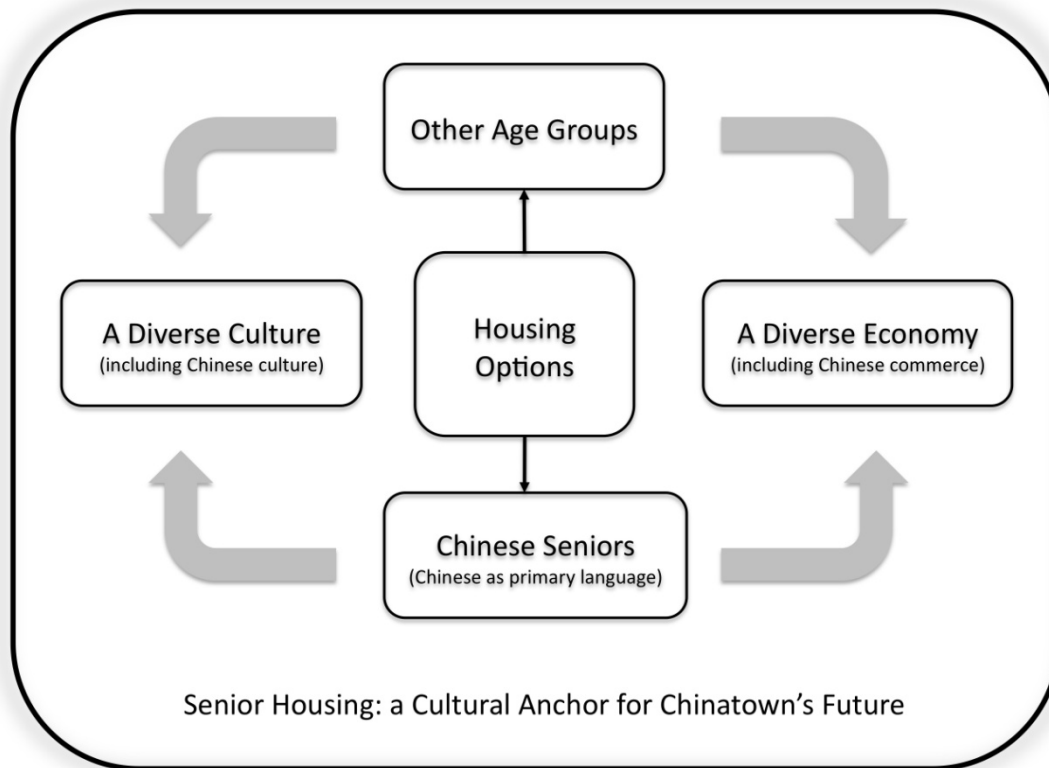 Other Age Groups
A Diverse Culture
(including Chinese culture)
Housing
Options
A Diverse Economy
(including Chinese commerce)
Chinese Seniors
(Chinese as primary language)
Senior Housing: a Cultural Anchor for Chinatown’s Future